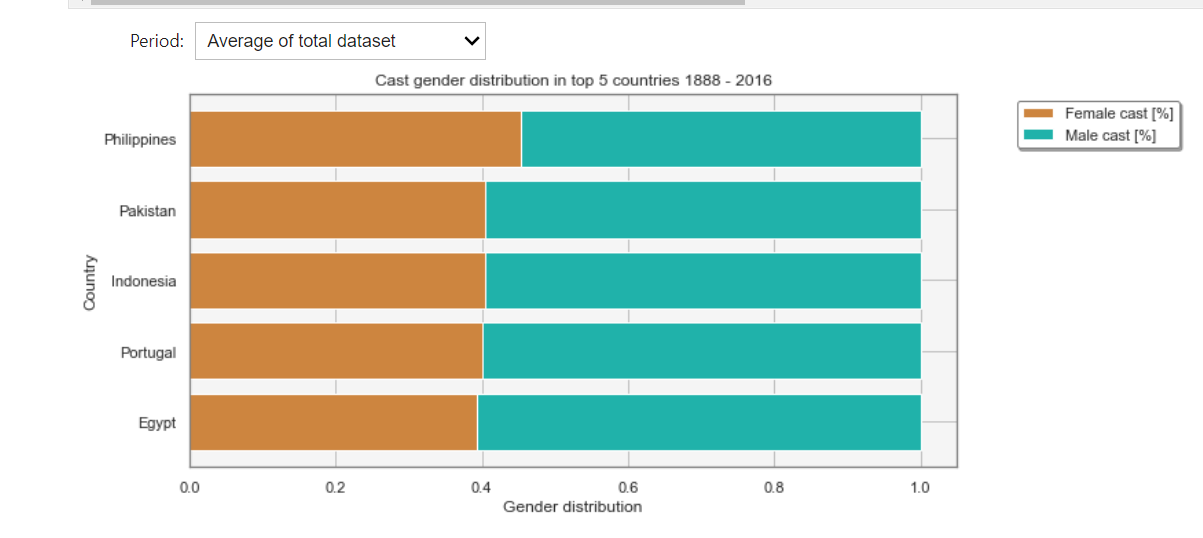 Period: Average of total dataset
Cast gender distribution in top 5 countries 1888 - 2016
Female cast [%]
Male cast [%]
Philippines
Pakistan
Indonesia
Portugal
Egypt
Country
0.0 0.2 0.4 0.6 0.8 1.0
Gender distribution